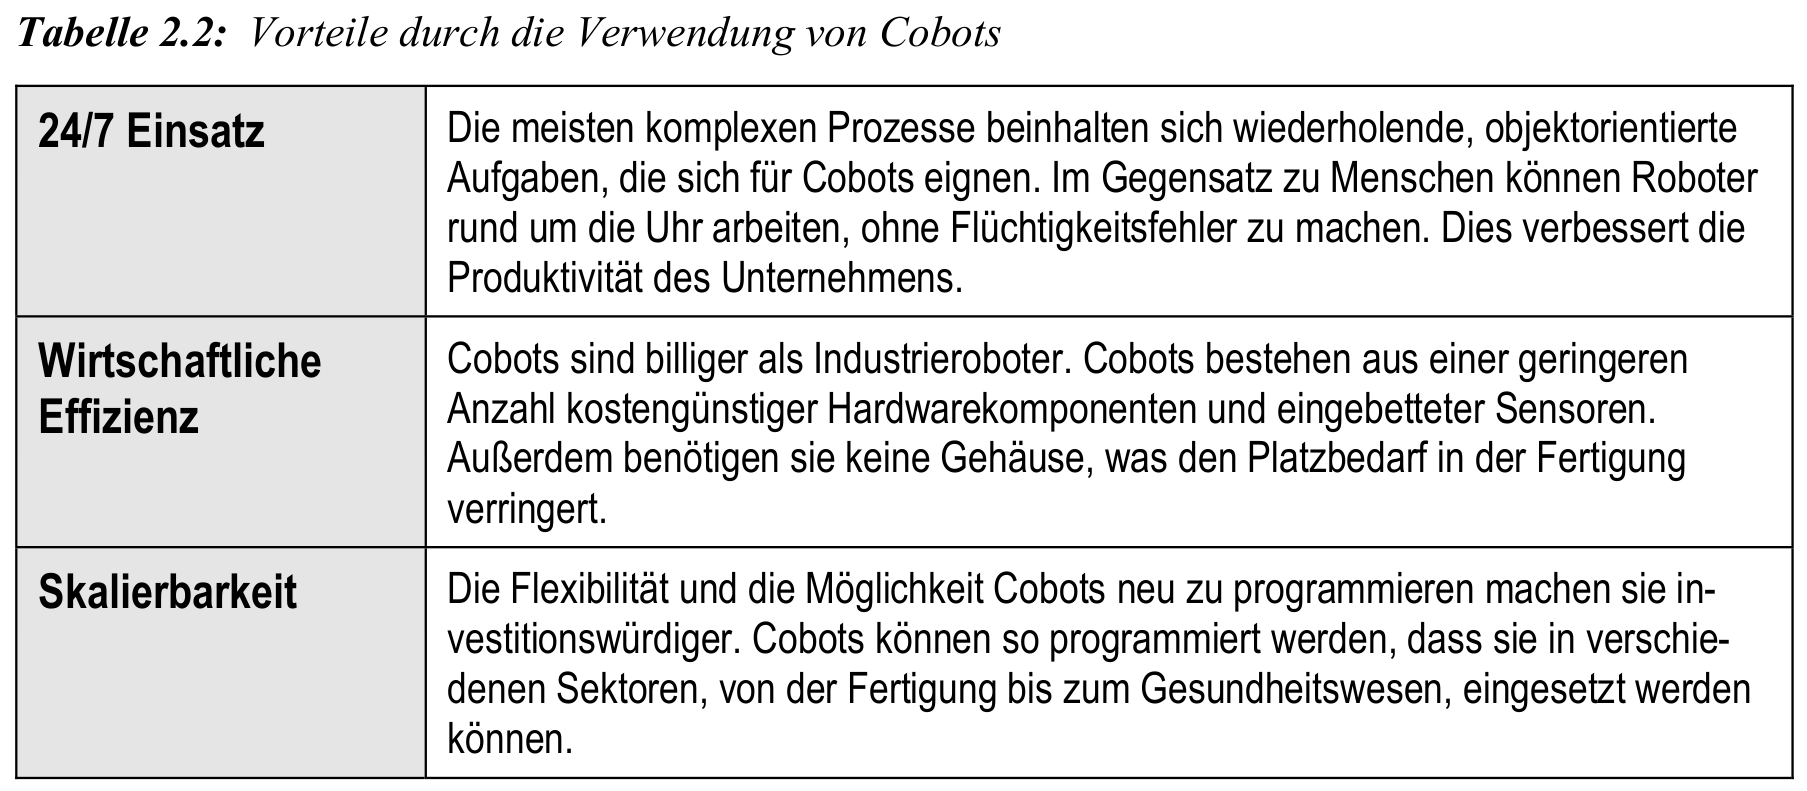 Tabelle 2.2: Vorteile durch die Verwendung von Cobots
24/7 Einsatz
Die meisten komplexen Prozesse beinhalten sich wiederholende, objektorientierte
Aufgaben, die sich für Cobots eignen. Im Gegensatz zu Menschen können Roboter
rund um die Uhr arbeiten, ohne Flüchtigkeitsfehler zu machen. Dies verbessert die
Produktivität des Unternehmens.
Wirtschaftliche
Effizienz
Cobots sind billiger als Industrieroboter. Cobots bestehen aus einer geringeren
Anzahl kostengünstiger Hardwarekomponenten und eingebetteter Sensoren.
Außerdem benötigen sie keine Gehäuse, was den Platzbedarf in der Fertigung
verringert.
Skalierbarkeit
Die Flexibilität und die Möglichkeit Cobots neu zu programmieren machen sie in-
vestitionswürdiger. Cobots können so programmiert werden, dass sie in verschie-
denen Sektoren, von der Fertigung bis zum Gesundheitswesen, eingesetzt werden
können.